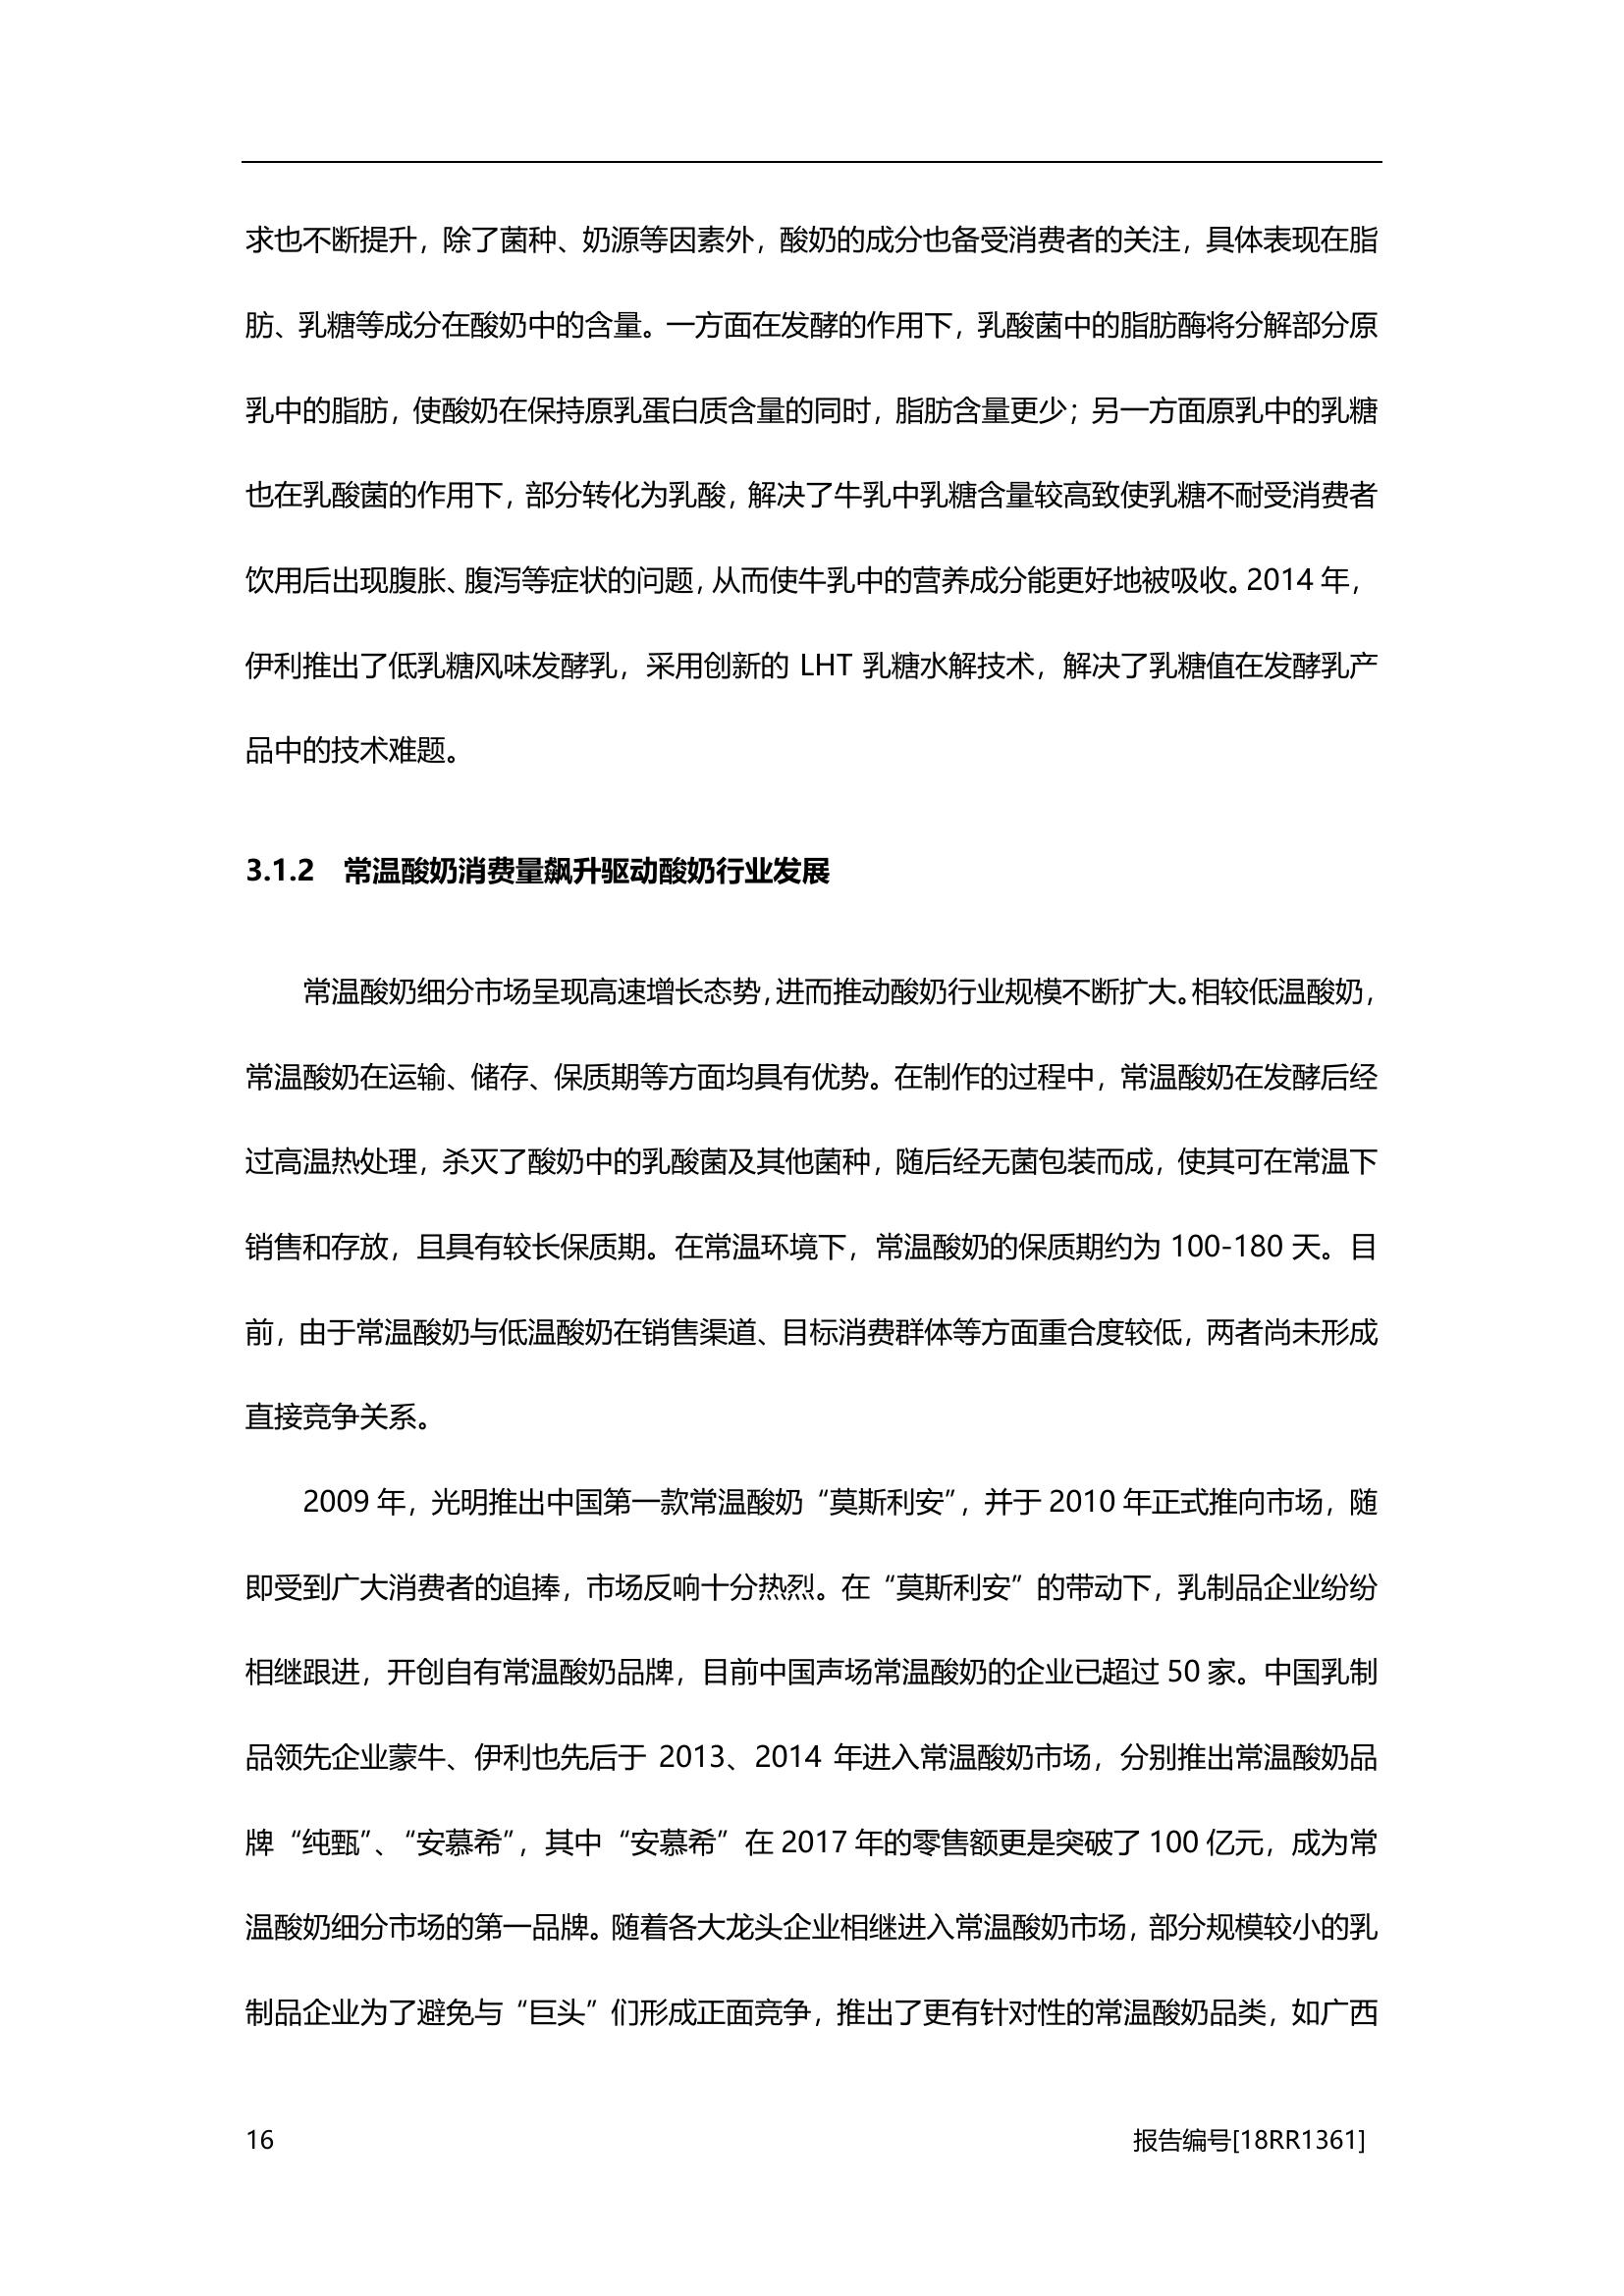 求也不断提升，除了菌种、奶源等因素外，酸奶的成分也备受消费者的关注，具体表现在脂
肪、乳糖等成分在酸奶中的含量。一方面在发酵的作用下，乳酸菌中的脂肪酶将分解部分原
乳中的脂肪，使酸奶在保持原乳蛋白质含量的同时，脂肪含量更少；另一方面原乳中的乳糖
也在乳酸菌的作用下，部分转化为乳酸，解决了牛乳中乳糖含量较高致使乳糖不耐受消费者
饮用后出现腹胀、腹泻等症状的问题，从而使牛乳中的营养成分能更好地被吸收。2014 年，
伊利推出了低乳糖风味发酵乳，采用创新的 LHT 乳糖水解技术，解决了乳糖值在发酵乳产
品中的技术难题。
3.1.2 常温酸奶消费量飙升驱动酸奶行业发展
常温酸奶细分市场呈现高速增长态势，进而推动酸奶行业规模不断扩大。相较低温酸奶，
常温酸奶在运输、储存、保质期等方面均具有优势。在制作的过程中，常温酸奶在发酵后经
过高温热处理，杀灭了酸奶中的乳酸菌及其他菌种，随后经无菌包装而成，使其可在常温下
销售和存放，且具有较长保质期。在常温环境下，常温酸奶的保质期约为 100-180 天。目
前，由于常温酸奶与低温酸奶在销售渠道、目标消费群体等方面重合度较低，两者尚未形成
直接竞争关系。
2009 年，光明推出中国第一款常温酸奶“莫斯利安”，并于 2010 年正式推向市场，随
即受到广大消费者的追捧，市场反响十分热烈。在“莫斯利安”的带动下，乳制品企业纷纷
相继跟进，开创自有常温酸奶品牌，目前中国声场常温酸奶的企业已超过 50 家。中国乳制
品领先企业蒙牛、伊利也先后于 2013、2014 年进入常温酸奶市场，分别推出常温酸奶品
牌“纯甄”、“安慕希”，其中“安慕希”在 2017 年的零售额更是突破了 100 亿元，成为常
温酸奶细分市场的第一品牌。随着各大龙头企业相继进入常温酸奶市场，部分规模较小的乳
制品企业为了避免与“巨头”们形成正面竞争，推出了更有针对性的常温酸奶品类，如广西
16 报告编号[18RR1361]